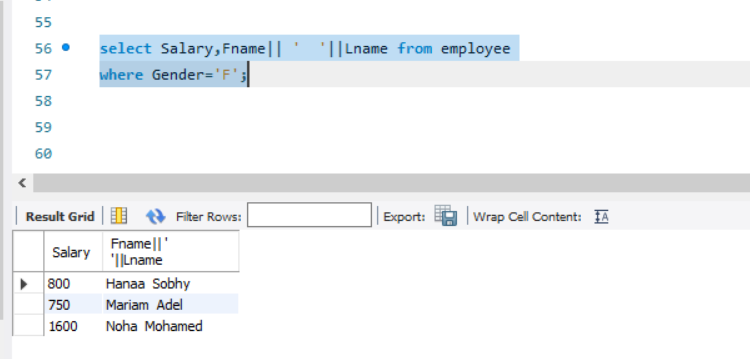 55
56 select Salary,Fname|| '  '||Lname from employee
57 where Gender='F';
58
59
60
Result Grid Filter Rows: Export: Wrap Cell Content: IA
Salary Fname||'
'||Lname
800 Hanaa Sobhy
750 Mariam Adel
1600 Noha Mohamed